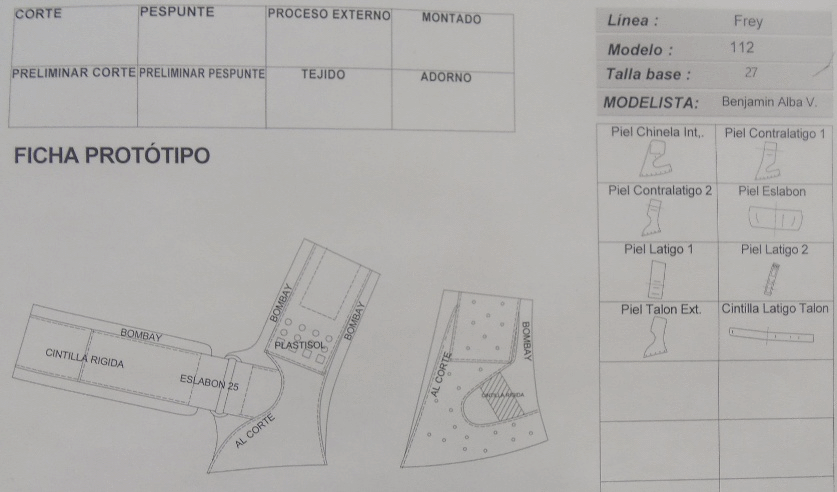 CORTE PESPUNTE PROCESO EXTERNO MONTADO
PRELIMINAR CORTE PRELIMINAR PESPUNTE TEJIDO ADORNO
FICHA PROTÓTIPO
BOMBAY
CINTILLA RIGIDA
ESLABON 25
AL CORTE
BOMBAY
PLASTISOL
BOMBAY
AL CORTE
BOMBAY
CINTILLA RIGIDA
Línea : Frey
Modelo : 112
Talla base : 27
MODELISTA: Benjamin Alba V.
Piel Chinela Int,. Piel Contralatigo 1
Piel Contralatigo 2 Piel Eslabon
Piel Latigo 1 Piel Latigo 2
Piel Talon Ext. Cintilla Latigo Talon